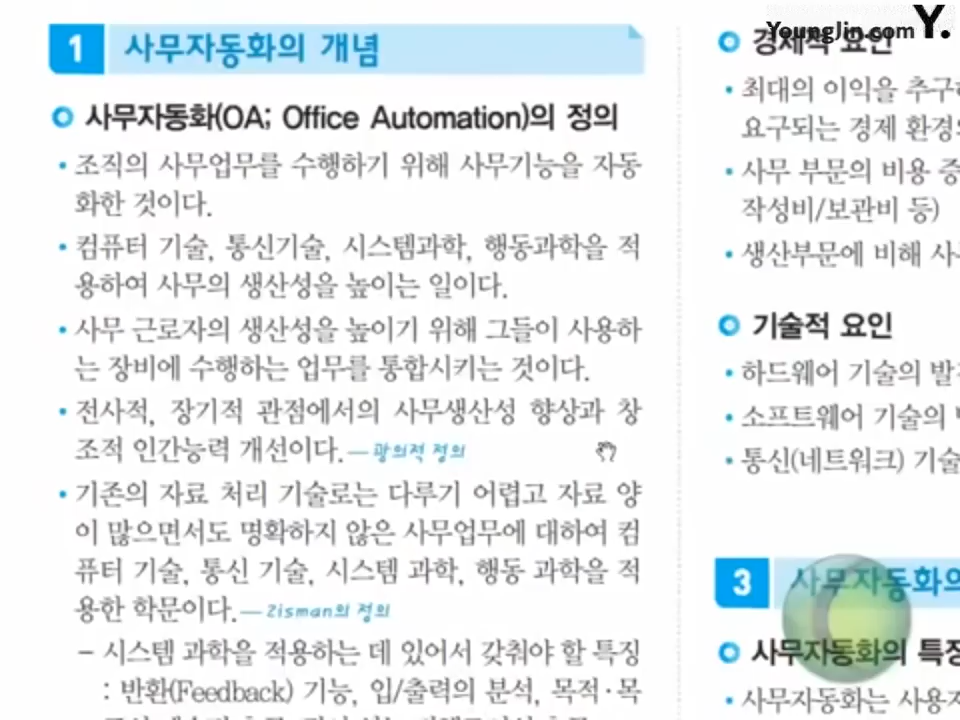 YoungJin.com Y.
1 사무자동화의 개념
사무자동화(OA; Office Automation)의 정의
• 조직의 사무업무를 수행하기 위해 사무기능을 자동
화한 것이다.
• 컴퓨터 기술, 통신기술, 시스템과학, 행동과학을 적
용하여 사무의 생산성을 높이는 일이다.
• 사무 근로자의 생산성을 높이기 위해 그들이 사용하
는 장비에 수행하는 업무를 통합시키는 것이다.
• 전사적, 장기적 관점에서의 사무생산성 향상과 창
조적 인간능력 개선이다. — 광의적 정의
• 기존의 자료 처리 기술로는 다루기 어렵고 자료 양
이 많으면서도 명확하지 않은 사무업무에 대하여 컴
퓨터 기술, 통신 기술, 시스템 과학, 행동 과학을 적
용한 학문이다. — Zisman의 정의
– 시스템 과학을 적용하는 데 있어서 갖춰야 할 특징
: 반환(Feedback) 기능, 입/출력의 분석, 목적·목
경제적 요인
• 최대의 이익을 추구하
요구되는 경제 환경
• 사무 부문의 비용 증
작성비/보관비 등)
• 생산부문에 비해 사
기술적 요인
• 하드웨어 기술의 발
• 소프트웨어 기술의
• 통신(네트워크) 기술
3 사무자동화의
사무자동화의 특징
• 사무자동화는 사용